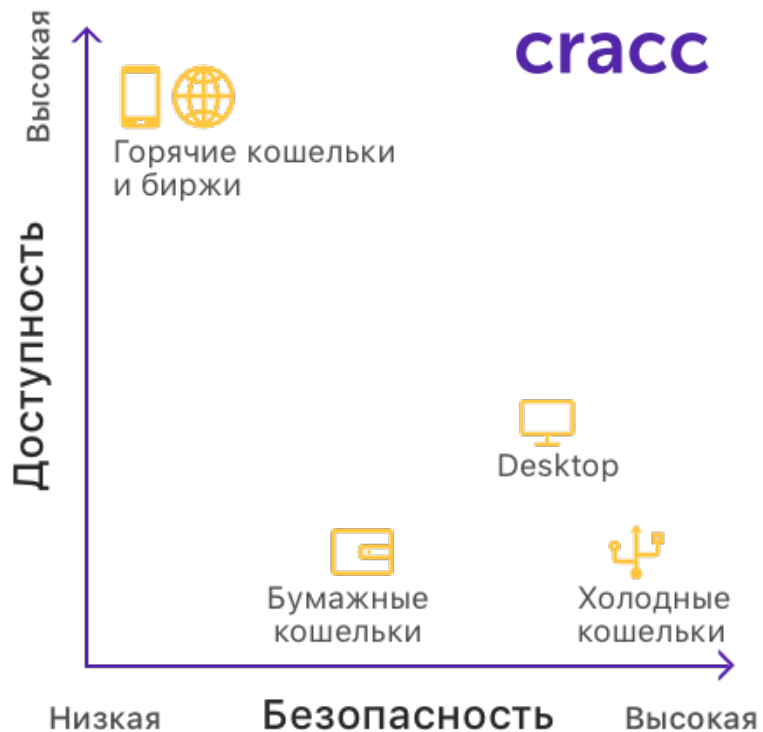 cracc
Высокая
Горячие кошельки
и биржи
Доступность
Desktop
Бумажные
кошельки
Холодные
кошельки
Низкая
Безопасность
Высокая